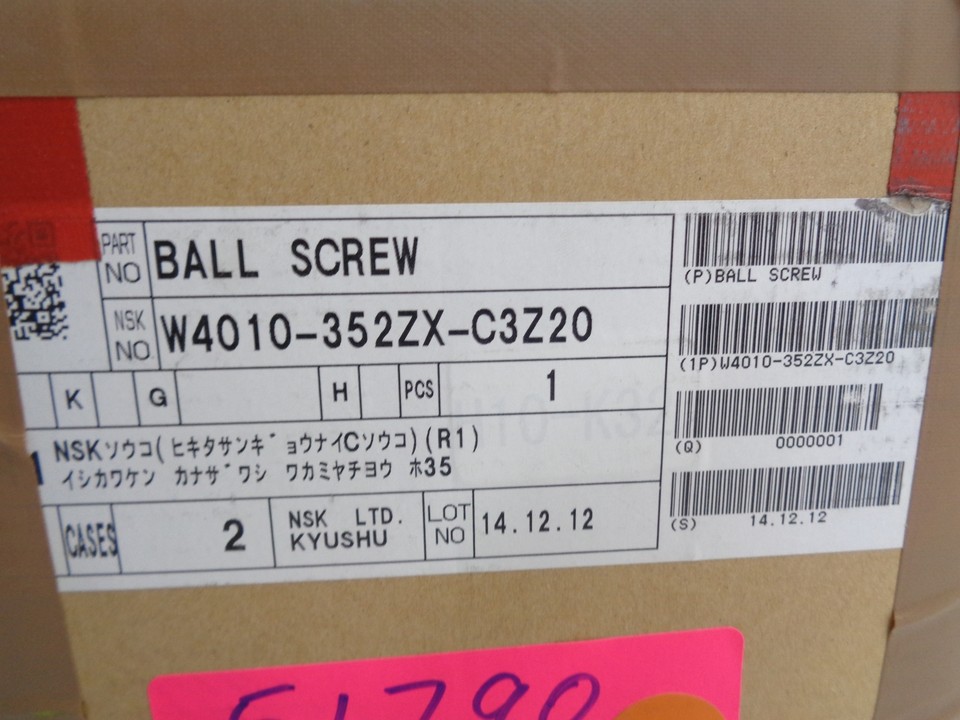 PART NO BALL SCREW
NSK NO W4010-352ZX-C3Z20
K G H PCS 1
NSKソウコ(ヒキタサンギョウナイCソウコ)(R1)
イシカワケン カナザワシ ワカミヤチヨウ ホ35
CASES 2 NSK LTD. KYUSHU LOT NO 14.12.12
(P)BALL SCREW
(1P)W4010-352ZX-C3Z20
(Q) 0000001
(S) 14.12.12